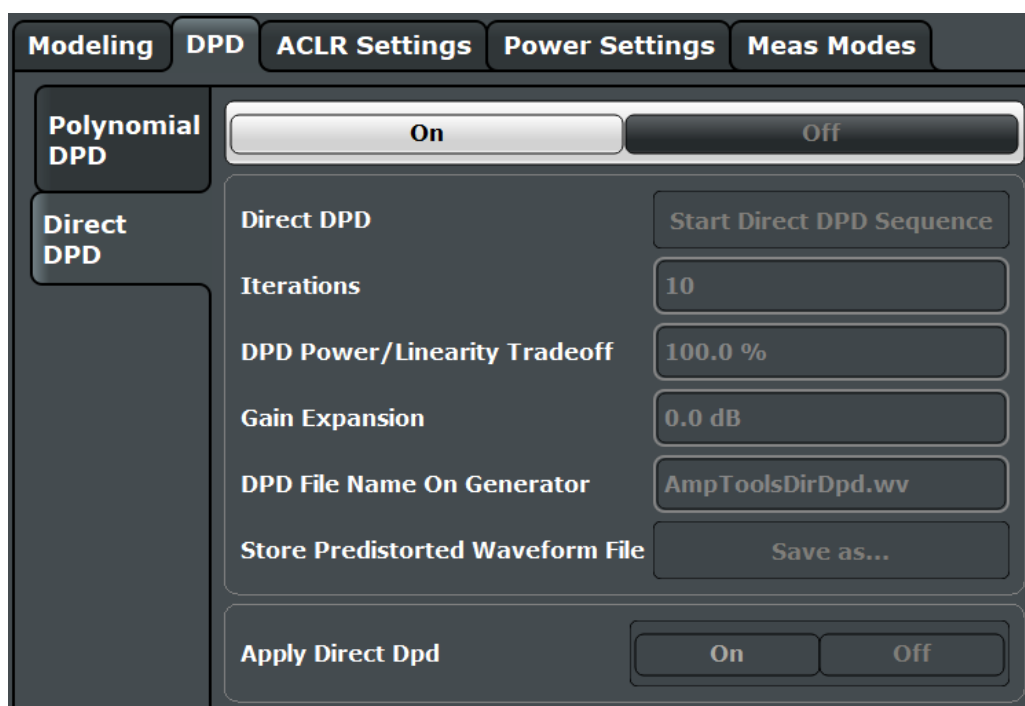 Modeling DPD ACLR Settings Power Settings Meas Modes
Polynomial
DPD
On Off
Direct
DPD
Direct DPD Start Direct DPD Sequence
Iterations 10
DPD Power/Linearity Tradeoff 100.0 %
Gain Expansion 0.0 dB
DPD File Name On Generator AmpToolsDirDpd.wv
Store Predistorted Waveform File Save as...
Apply Direct Dpd On Off